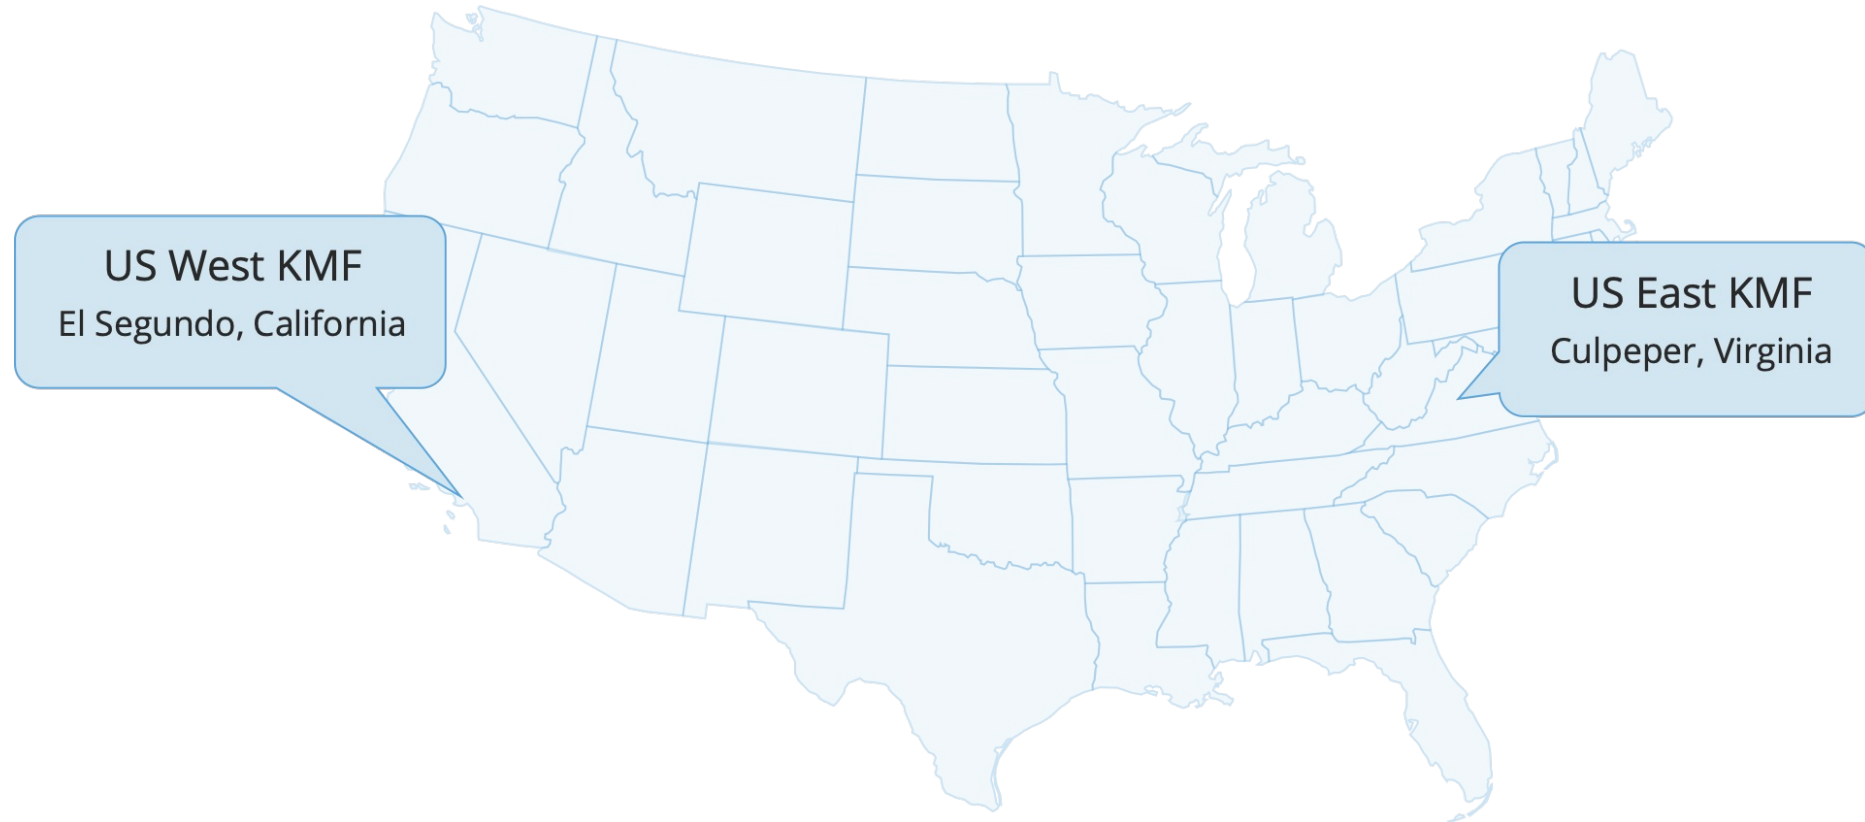 US West KMF
El Segundo, California
US East KMF
Culpeper, Virginia